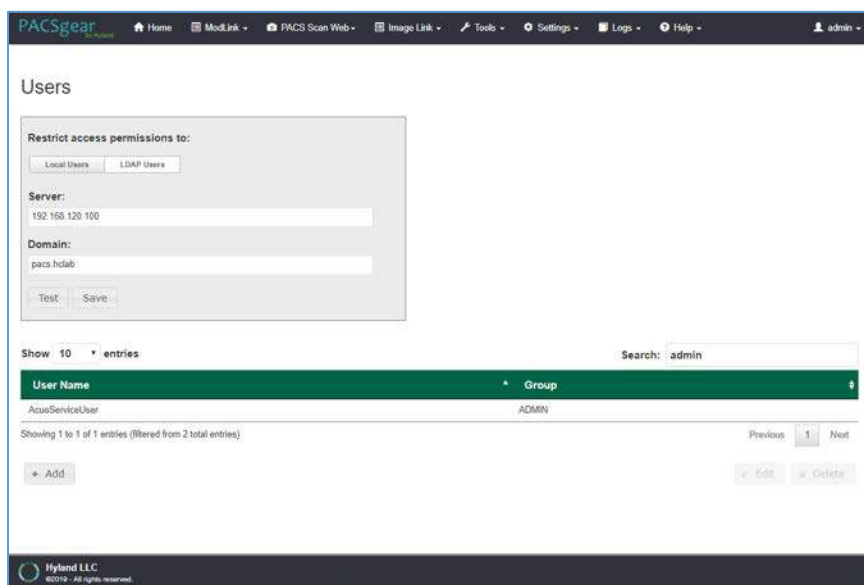 PACSgear Home ModLink PACS Scan Web Image Link Tools Settings Logs Help admin
by Hyland
Users
Restrict access permissions to:
Local Users LDAP Users
Server:
192.168.120.100
Domain:
pacs.hclab
Test Save
Show 10 entries Search: admin
User Name Group
AcuoServiceUser ADMIN
Showing 1 to 1 of 1 entries (filtered from 2 total entries) Previous 1 Next
+ Add Edit Delete
Hyland LLC
©2019 - All rights reserved.